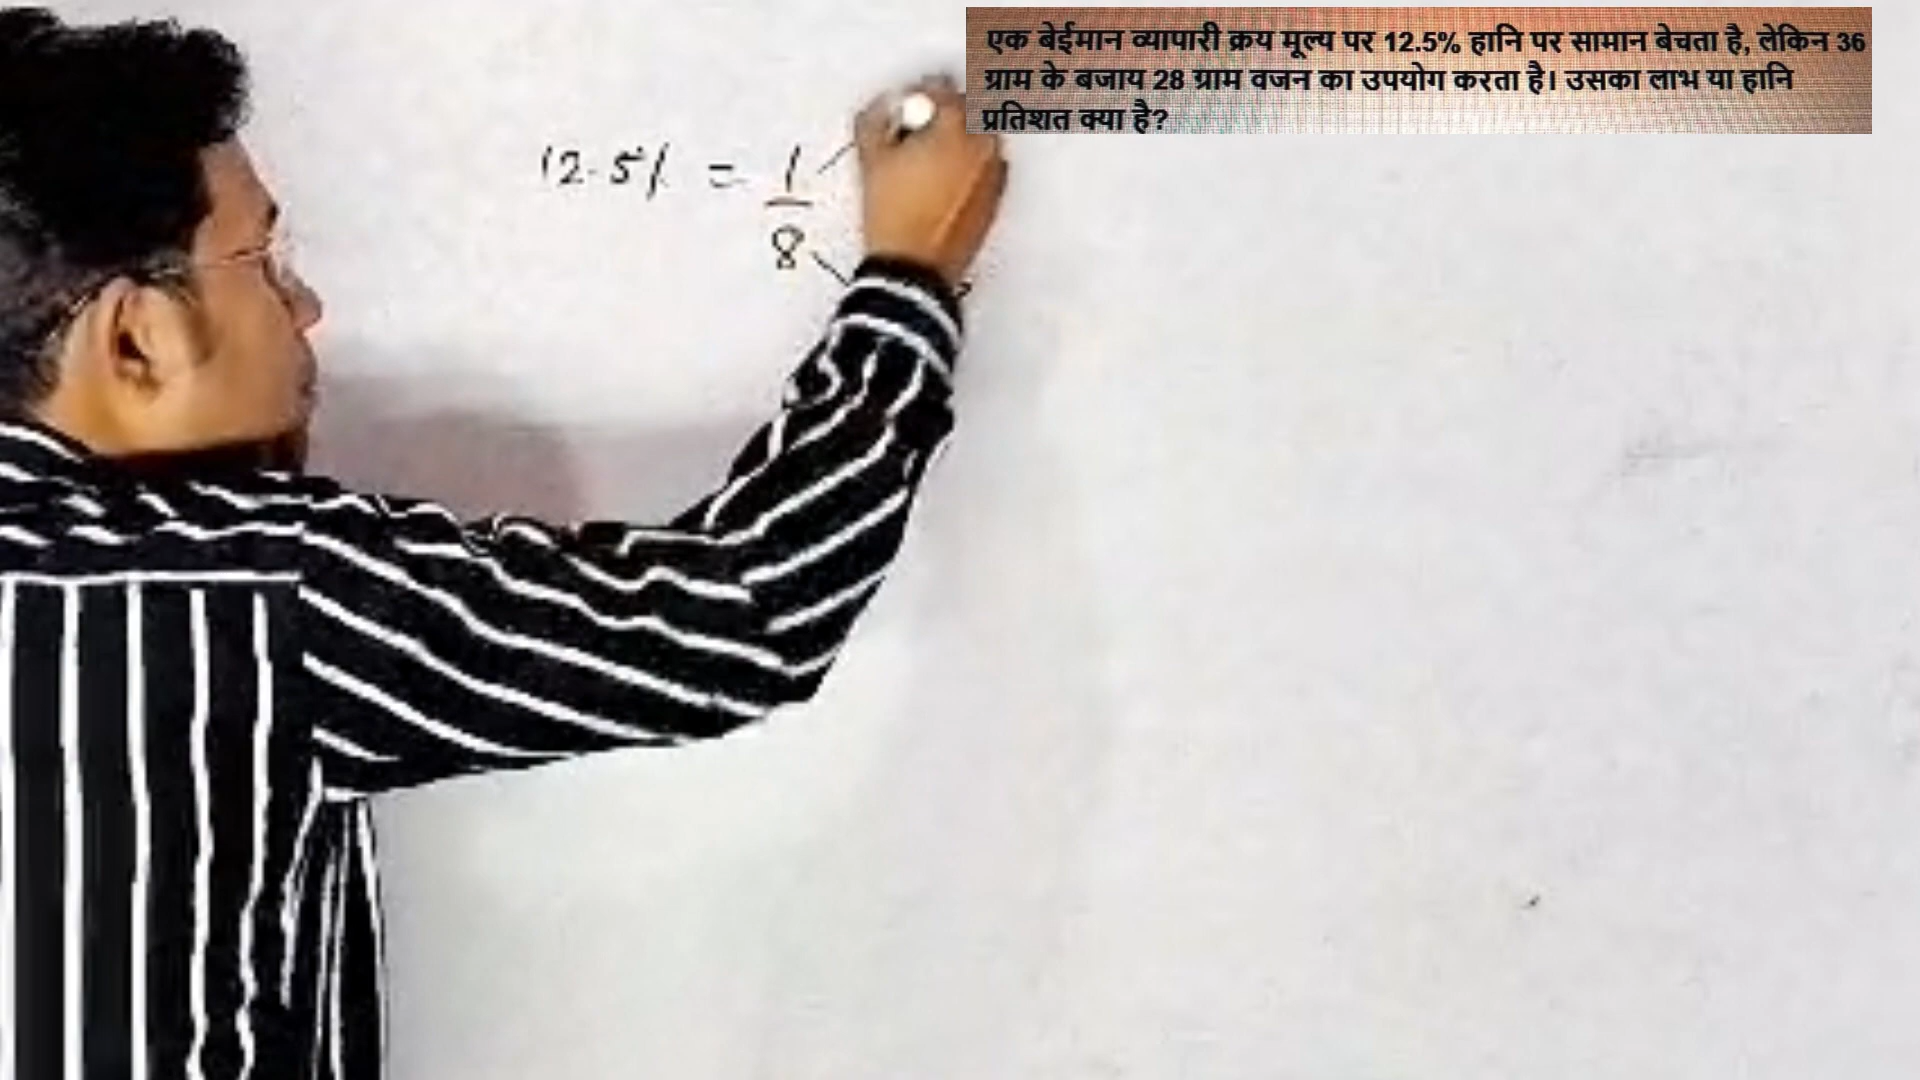 एक बेईमान व्यापारी क्रय मूल्य पर 12.5% हानि पर सामान बेचता है, लेकिन 36
ग्राम के बजाय 28 ग्राम वजन का उपयोग करता है। उसका लाभ या हानि
प्रतिशत क्या है?
12.5% = 1/8